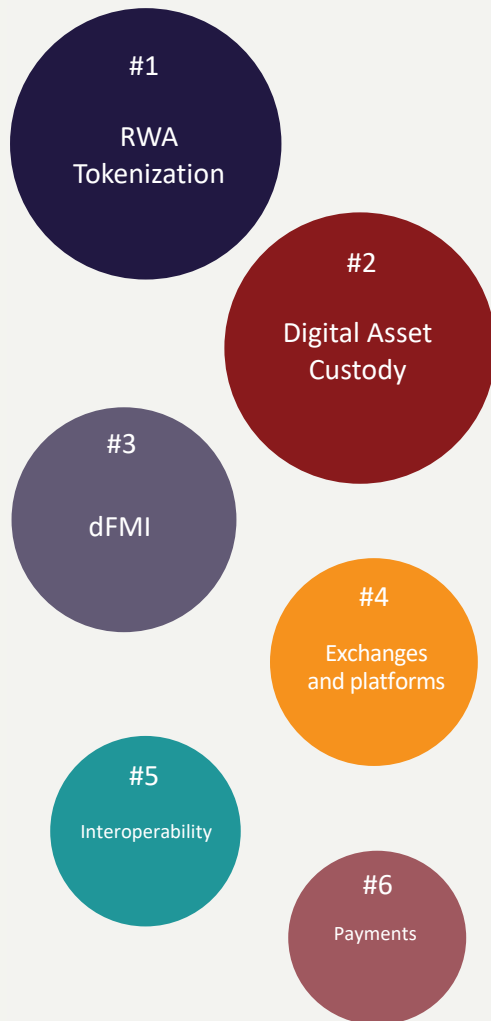 #1
RWA
Tokenization
#2
Digital Asset
Custody
#3
dFMI
#4
Exchanges
and platforms
#5
Interoperability
#6
Payments